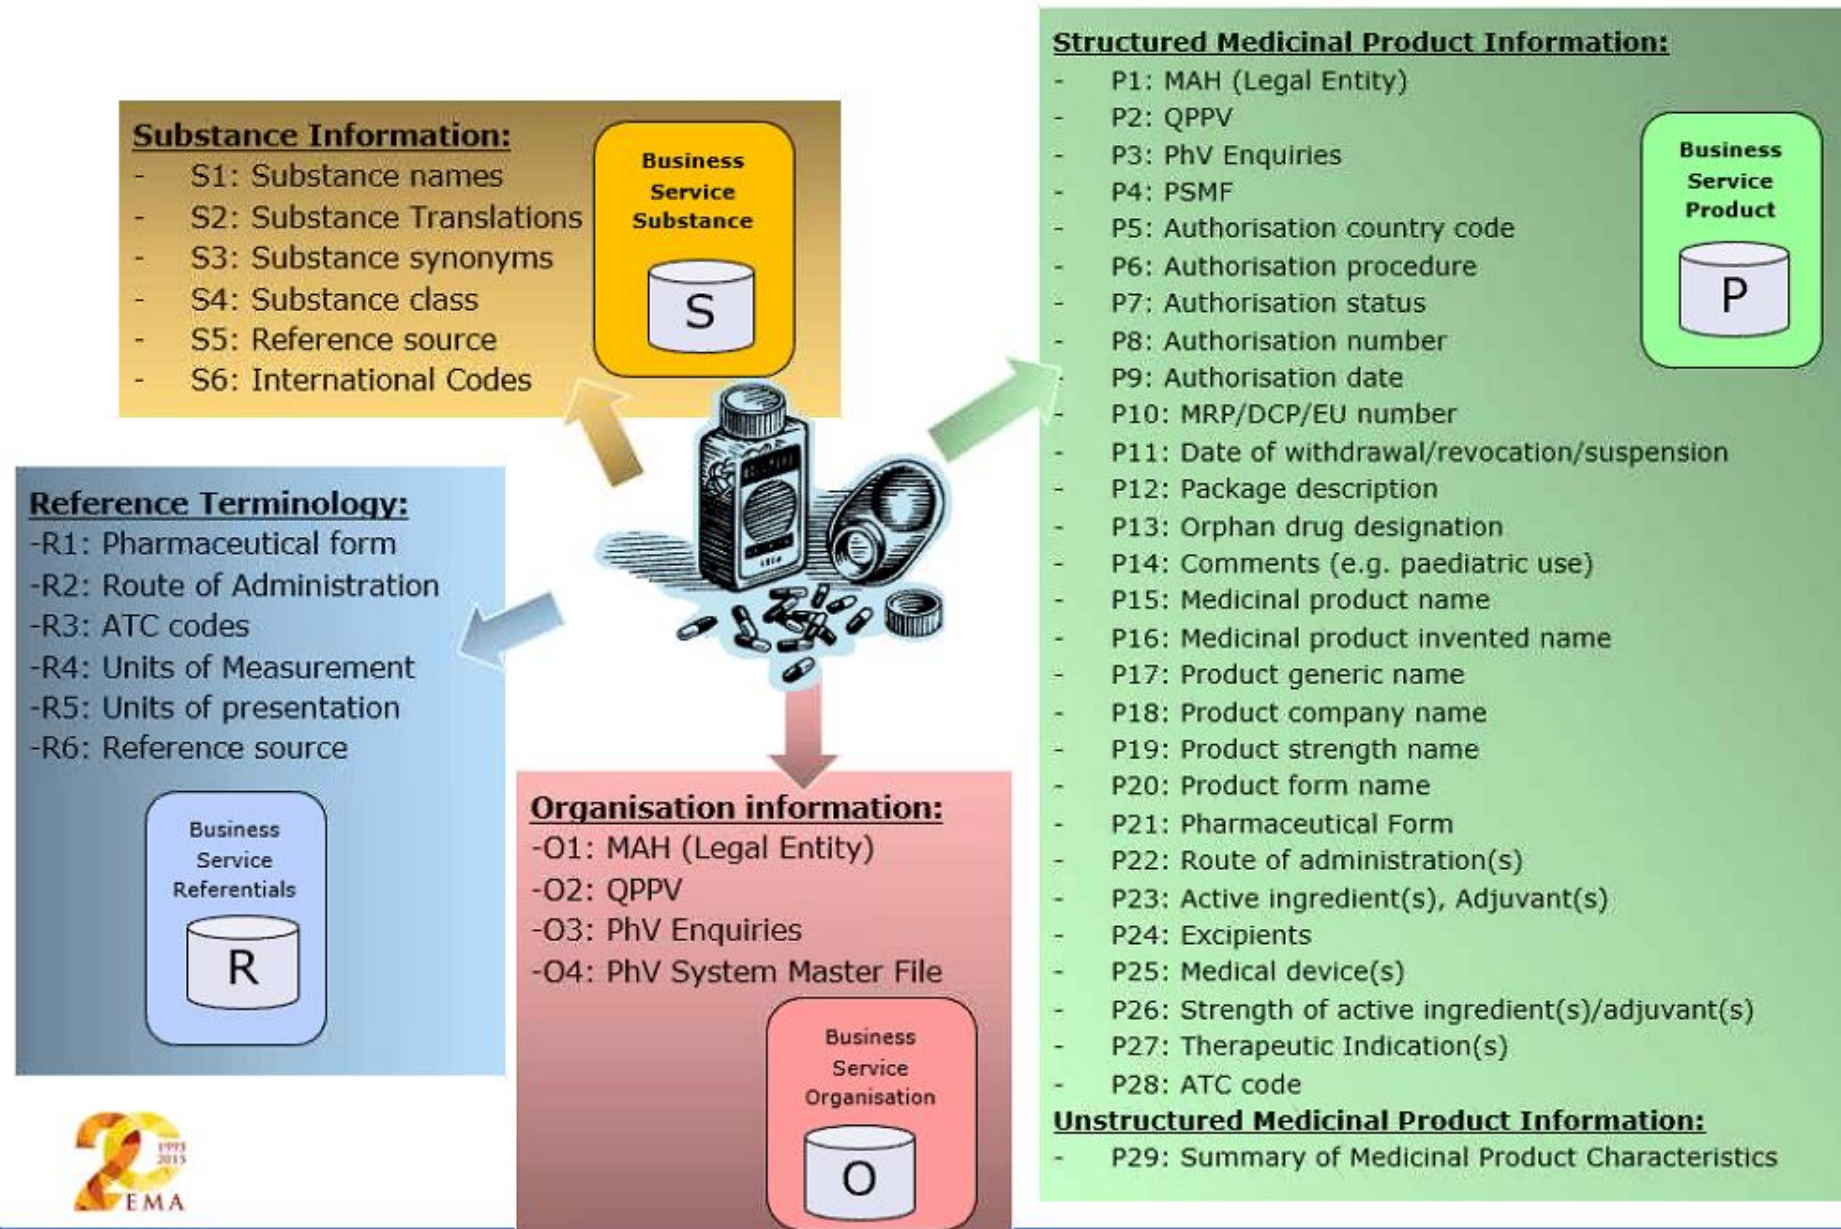 Substance Information:
- S1: Substance names
- S2: Substance Translations
- S3: Substance synonyms
- S4: Substance class
- S5: Reference source
- S6: International Codes
Business
Service
Substance
S
Reference Terminology:
-R1: Pharmaceutical form
-R2: Route of Administration
-R3: ATC codes
-R4: Units of Measurement
-R5: Units of presentation
-R6: Reference source
Business
Service
Referentials
R
Organisation information:
-O1: MAH (Legal Entity)
-O2: QPPV
-O3: PhV Enquiries
-O4: PhV System Master File
Business
Service
Organisation
O
Structured Medicinal Product Information:
- P1: MAH (Legal Entity)
- P2: QPPV
- P3: PhV Enquiries
- P4: PSMF
- P5: Authorisation country code
- P6: Authorisation procedure
- P7: Authorisation status
- P8: Authorisation number
- P9: Authorisation date
- P10: MRP/DCP/EU number
- P11: Date of withdrawal/revocation/suspension
- P12: Package description
- P13: Orphan drug designation
- P14: Comments (e.g. paediatric use)
- P15: Medicinal product name
- P16: Medicinal product invented name
- P17: Product generic name
- P18: Product company name
- P19: Product strength name
- P20: Product form name
- P21: Pharmaceutical Form
- P22: Route of administration(s)
- P23: Active ingredient(s), Adjuvant(s)
- P24: Excipients
- P25: Medical device(s)
- P26: Strength of active ingredient(s)/adjuvant(s)
- P27: Therapeutic Indication(s)
- P28: ATC code
Unstructured Medicinal Product Information:
- P29: Summary of Medicinal Product Characteristics
Business
Service
Product
P
20
1995
2015
EMA